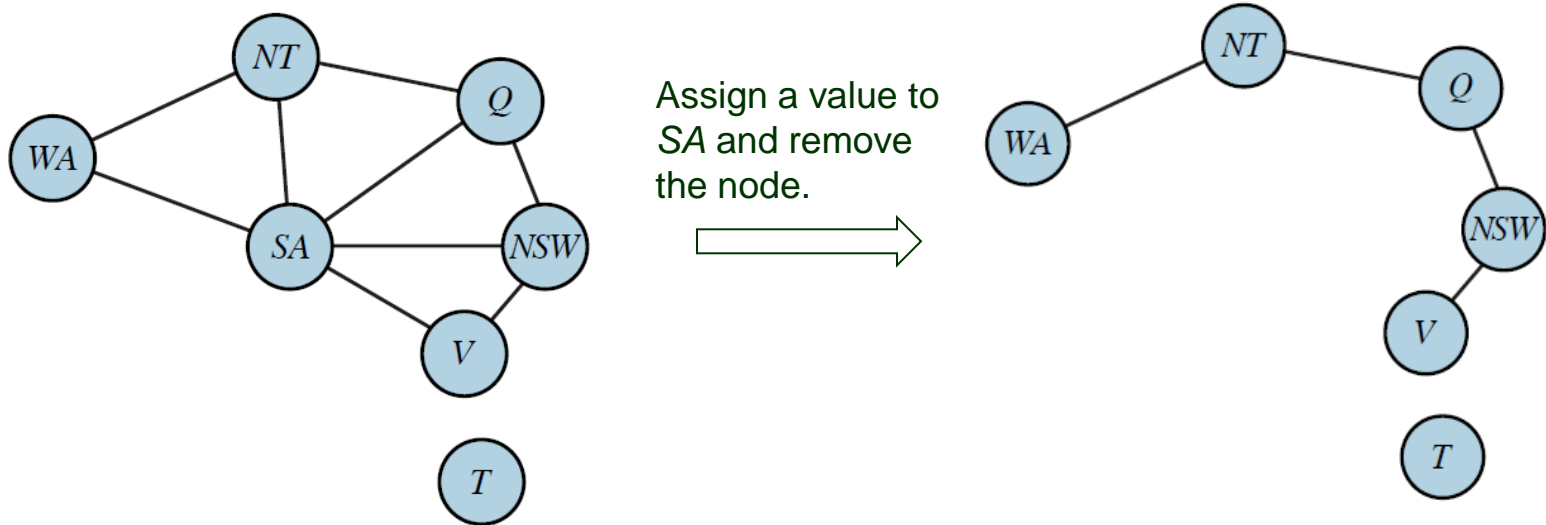 NT
Q
WA
SA
NSW
V
T
Assign a value to
SA and remove
the node.
NT
Q
WA
NSW
V
T